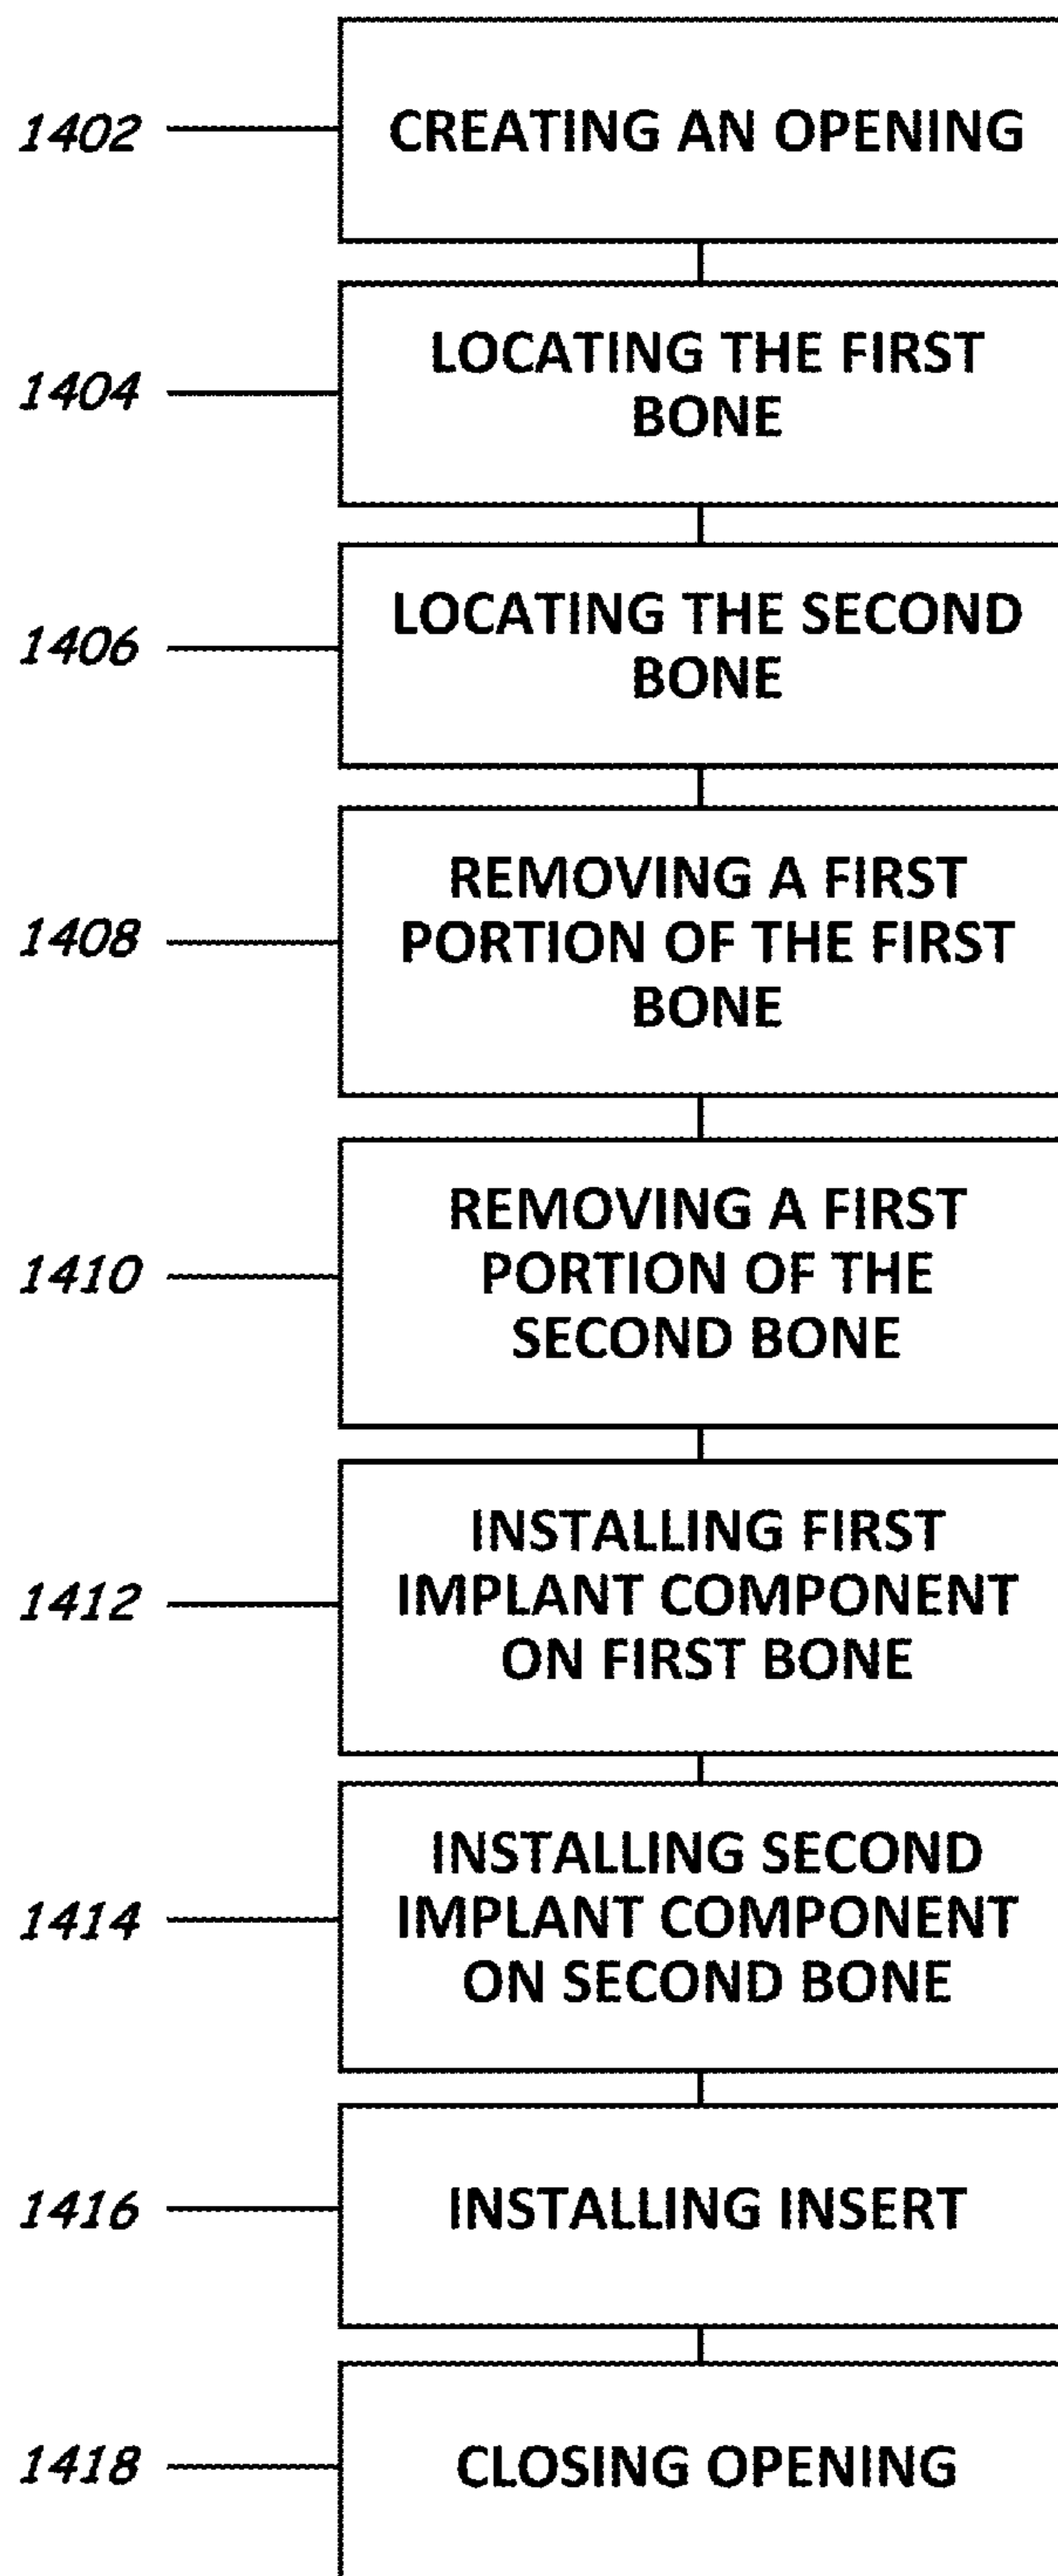 1402
CREATING AN OPENING
1404
LOCATING THE FIRST
BONE
1406
LOCATING THE SECOND
BONE
1408
REMOVING A FIRST
PORTION OF THE FIRST
BONE
1410
REMOVING A FIRST
PORTION OF THE
SECOND BONE
1412
INSTALLING FIRST
IMPLANT COMPONENT
ON FIRST BONE
1414
INSTALLING SECOND
IMPLANT COMPONENT
ON SECOND BONE
1416
INSTALLING INSERT
1418
CLOSING OPENING